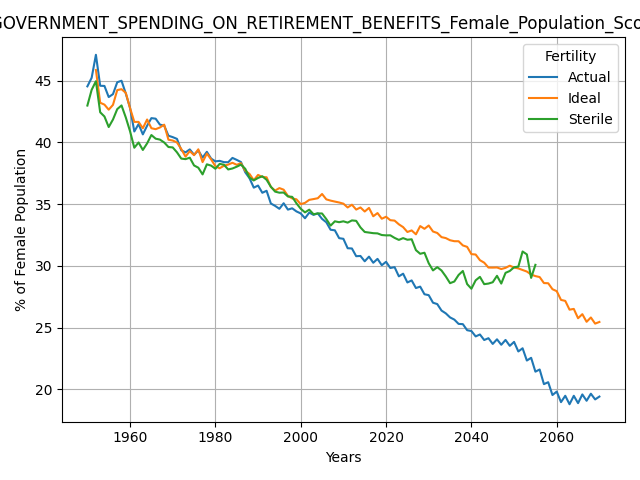 GOVERNMENT_SPENDING_ON_RETIREMENT_BENEFITS_Female_Population_Sco
Fertility
Actual
Ideal
Sterile
% of Female Population
45
40
35
30
25
20
1960
1980
2000
2020
2040
2060
Years